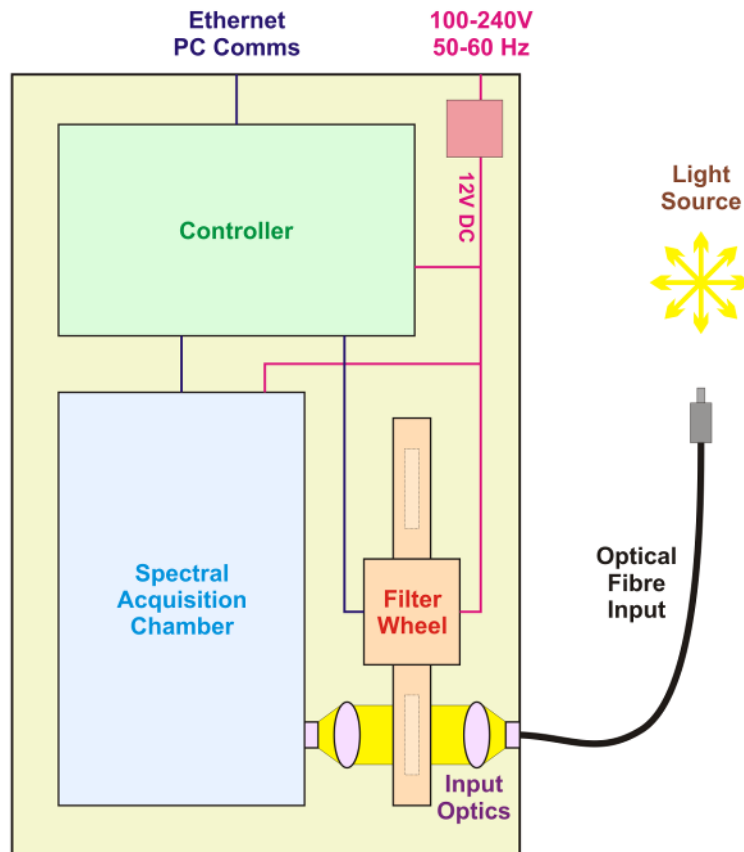 Ethernet
PC Comms
100-240V
50-60 Hz
12V DC
Light
Source
Controller
Spectral
Acquisition
Chamber
Filter
Wheel
Optical
Fibre
Input
Input
Optics